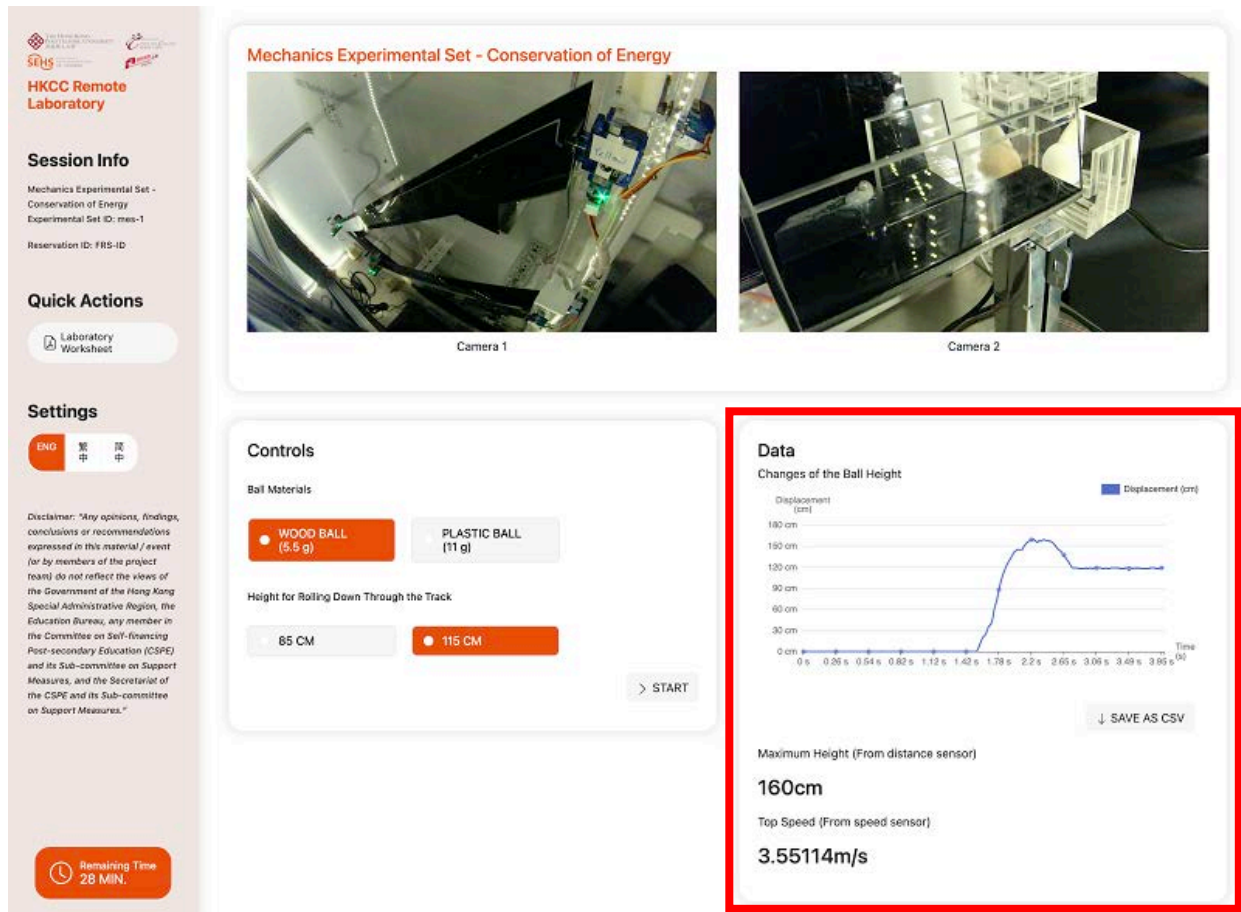 THE HONG KONG
POLYTECHNIC UNIVERSITY
SEHS
HKCC Remote
Laboratory
Session Info
Mechanics Experimental Set -
Conservation of Energy
Experimental Set ID: mes-1
Reservation ID: FRS-ID
Quick Actions
Laboratory
Worksheet
Settings
ENG 繁中 简中
Disclaimer: "Any opinions, findings,
conclusions or recommendations
expressed in this material / event
(or by members of the project
team) do not reflect the views of
the Government of the Hong Kong
Special Administrative Region, the
Education Bureau, any member in
the Committee on Self-financing
Post-secondary Education (CSPE)
and its Sub-committee on Support
Measures, and the Secretariat of
the CSPE and its Sub-committee
on Support Measures."
Remaining Time
28 MIN.
Mechanics Experimental Set - Conservation of Energy
Yellow
Camera 1
Camera 2
Controls
Ball Materials
WOOD BALL
(5.5 g)
PLASTIC BALL
(11 g)
Height for Rolling Down Through the Track
85 CM
115 CM
> START
Data
Changes of the Ball Height
Displacement (cm)
Displacement
(cm)
180 cm
150 cm
120 cm
90 cm
60 cm
30 cm
0 cm
Time
(s)
0 s 0.26 s 0.54 s 0.82 s 1.12 s 1.42 s 1.78 s 2.2 s 2.65 s 3.06 s 3.49 s 3.95 s
↓ SAVE AS CSV
Maximum Height (From distance sensor)
160cm
Top Speed (From speed sensor)
3.55114m/s